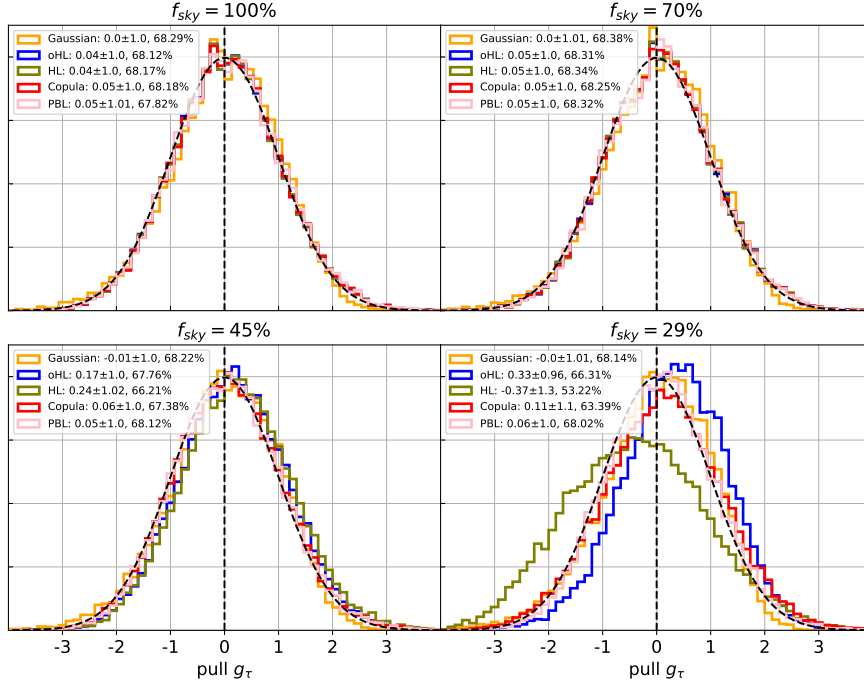 f_sky = 100%
Gaussian: 0.0±1.0, 68.29%
oHL: 0.04±1.0, 68.12%
HL: 0.04±1.0, 68.17%
Copula: 0.05±1.0, 68.18%
PBL: 0.05±1.01, 67.82%
f_sky = 70%
Gaussian: 0.0±1.01, 68.38%
oHL: 0.05±1.0, 68.31%
HL: 0.05±1.0, 68.34%
Copula: 0.05±1.0, 68.25%
PBL: 0.05±1.0, 68.32%
f_sky = 45%
Gaussian: -0.01±1.0, 68.22%
oHL: 0.17±1.0, 67.76%
HL: 0.24±1.02, 66.21%
Copula: 0.06±1.0, 67.38%
PBL: 0.05±1.0, 68.12%
f_sky = 29%
Gaussian: -0.0±1.01, 68.14%
oHL: 0.33±0.96, 66.31%
HL: -0.37±1.3, 53.22%
Copula: 0.11±1.1, 63.39%
PBL: 0.06±1.0, 68.02%
-3 -2 -1 0 1 2 3
pull g_τ
-3 -2 -1 0 1 2 3
pull g_τ